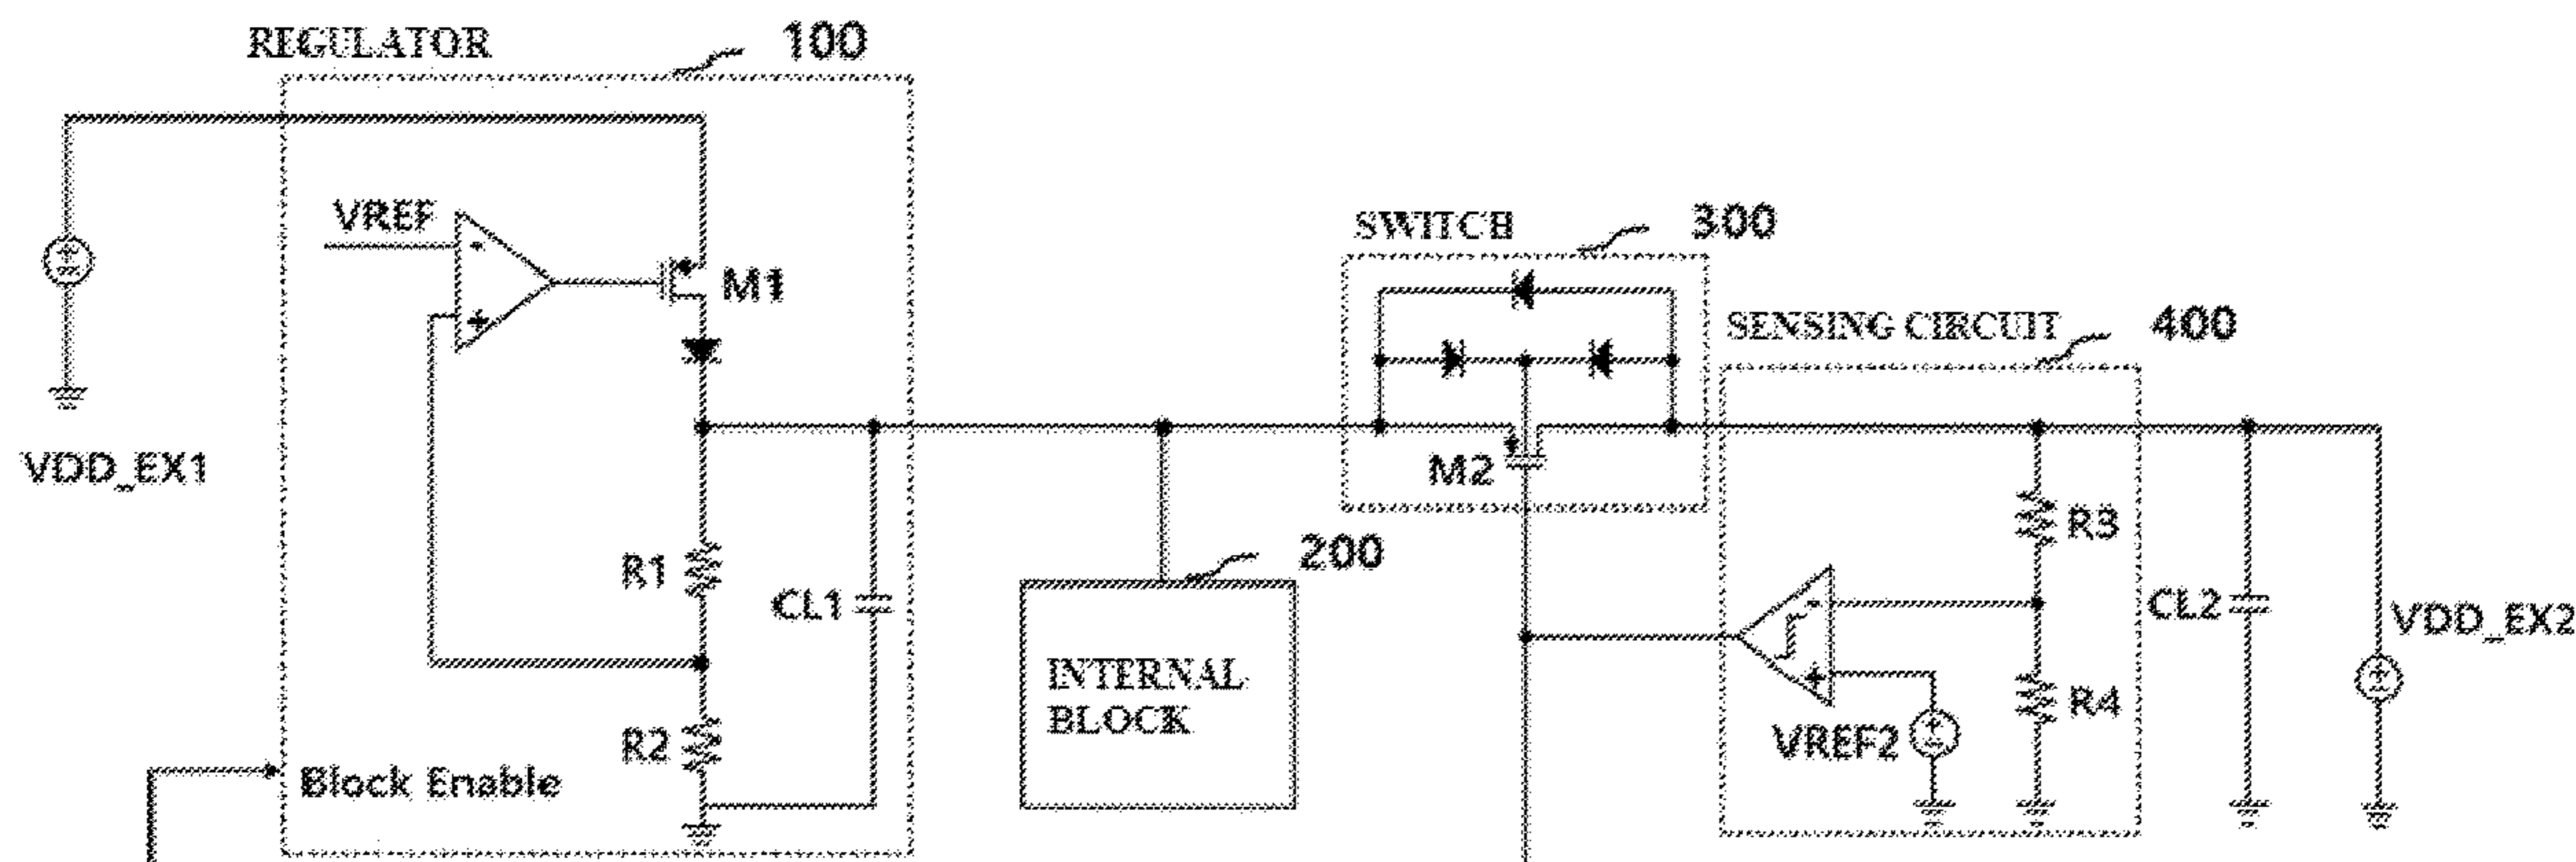 REGULATOR
100
VREF
-
+
M1
VDD_EX1
R1
CL1
R2
Block Enable
200
INTERNAL
BLOCK
SWITCH
300
M2
SENSING CIRCUIT
400
R3
-
+
R4
VREF2
CL2
VDD_EX2